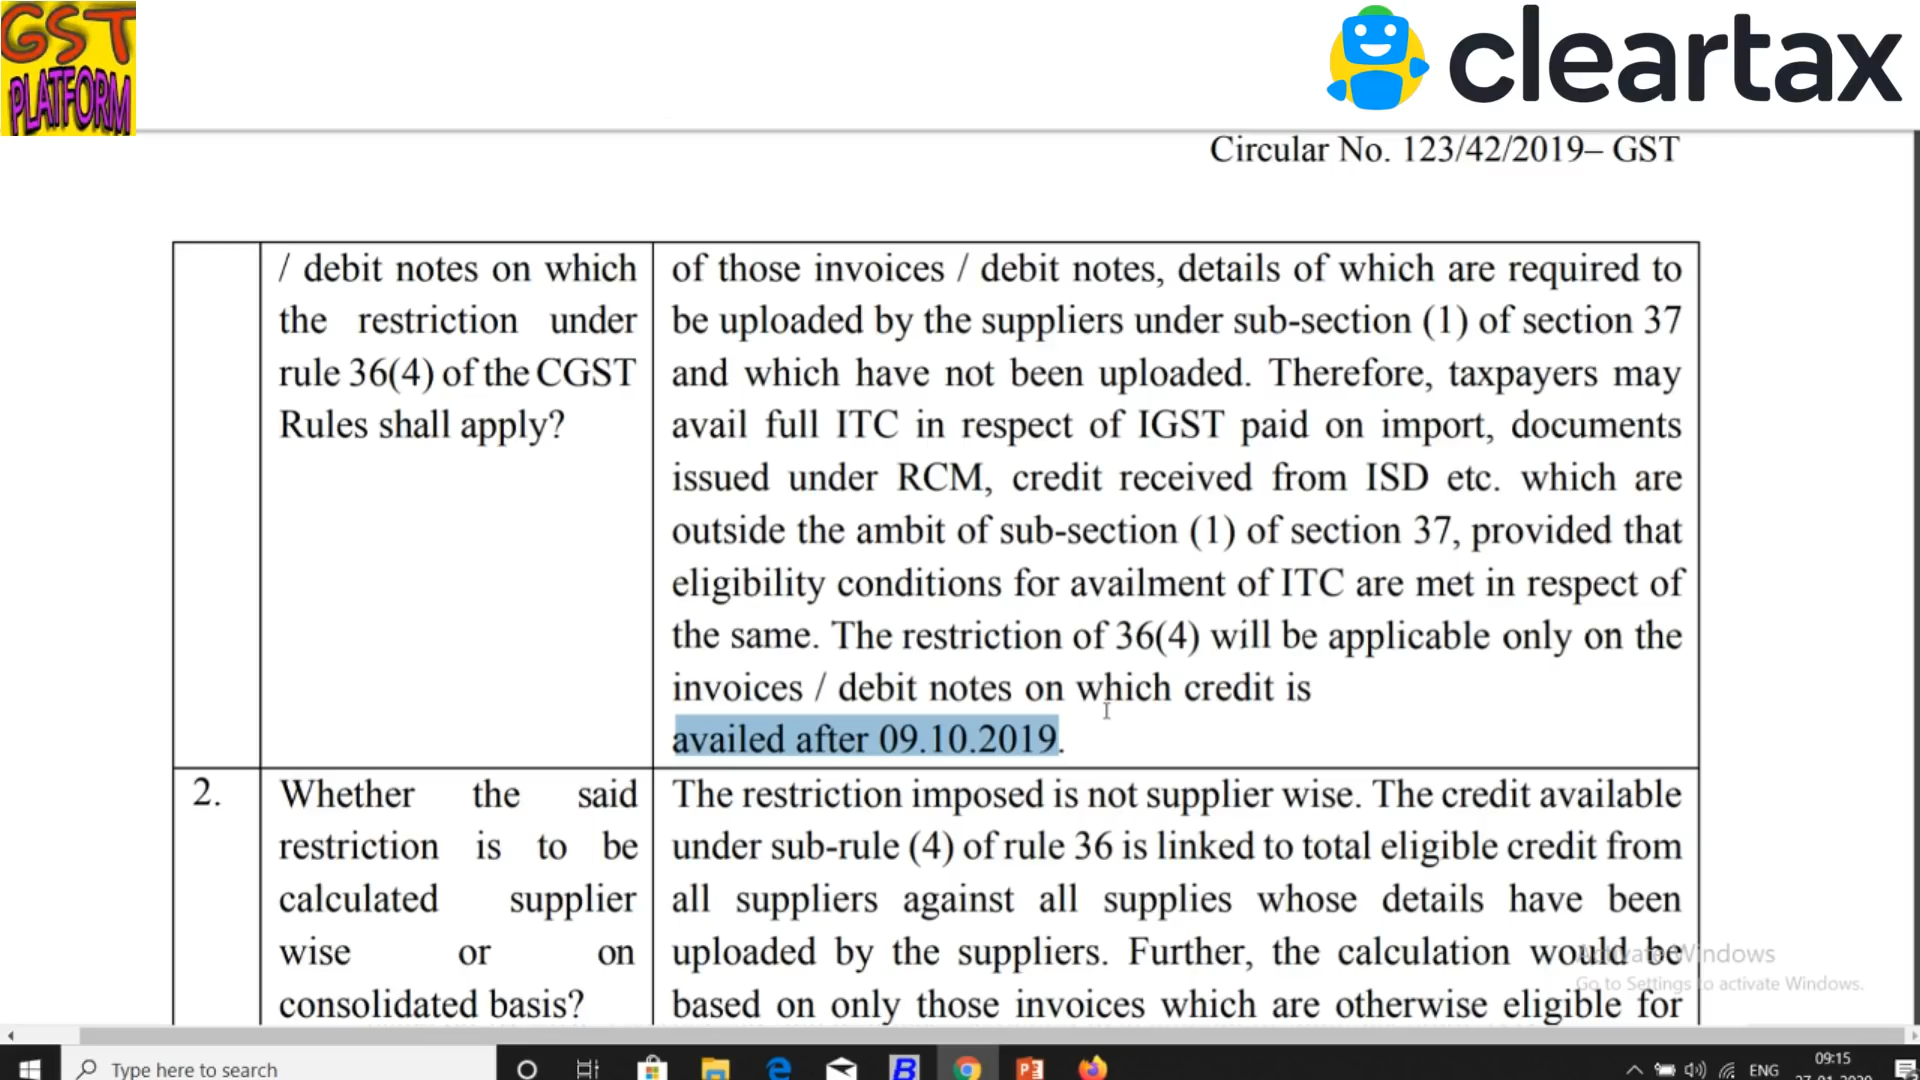 GST
PLATFORM
cleartax
Circular No. 123/42/2019– GST
/ debit notes on which
the restriction under
rule 36(4) of the CGST
Rules shall apply?
of those invoices / debit notes, details of which are required to
be uploaded by the suppliers under sub-section (1) of section 37
and which have not been uploaded. Therefore, taxpayers may
avail full ITC in respect of IGST paid on import, documents
issued under RCM, credit received from ISD etc. which are
outside the ambit of sub-section (1) of section 37, provided that
eligibility conditions for availment of ITC are met in respect of
the same. The restriction of 36(4) will be applicable only on the
invoices / debit notes on which credit is
availed after 09.10.2019.
2.
Whether the said
restriction is to be
calculated supplier
wise or on
consolidated basis?
The restriction imposed is not supplier wise. The credit available
under sub-rule (4) of rule 36 is linked to total eligible credit from
all suppliers against all supplies whose details have been
uploaded by the suppliers. Further, the calculation would be
based on only those invoices which are otherwise eligible for
Activate Windows
Go to Settings to activate Windows.
Type here to search
ENG
09:15